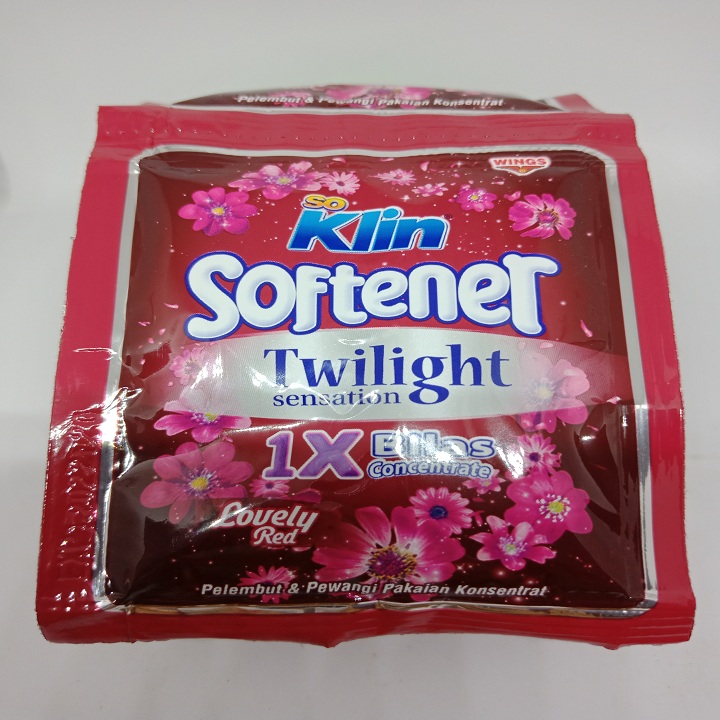 Pelembut & Pewangi Pakaian Konsentrat
WINGS
SO
Klin
Softener
Twilight
sensation
1X Bilas
Concentrate
Lovely
Red
Pelembut & Pewangi Pakaian Konsentrat